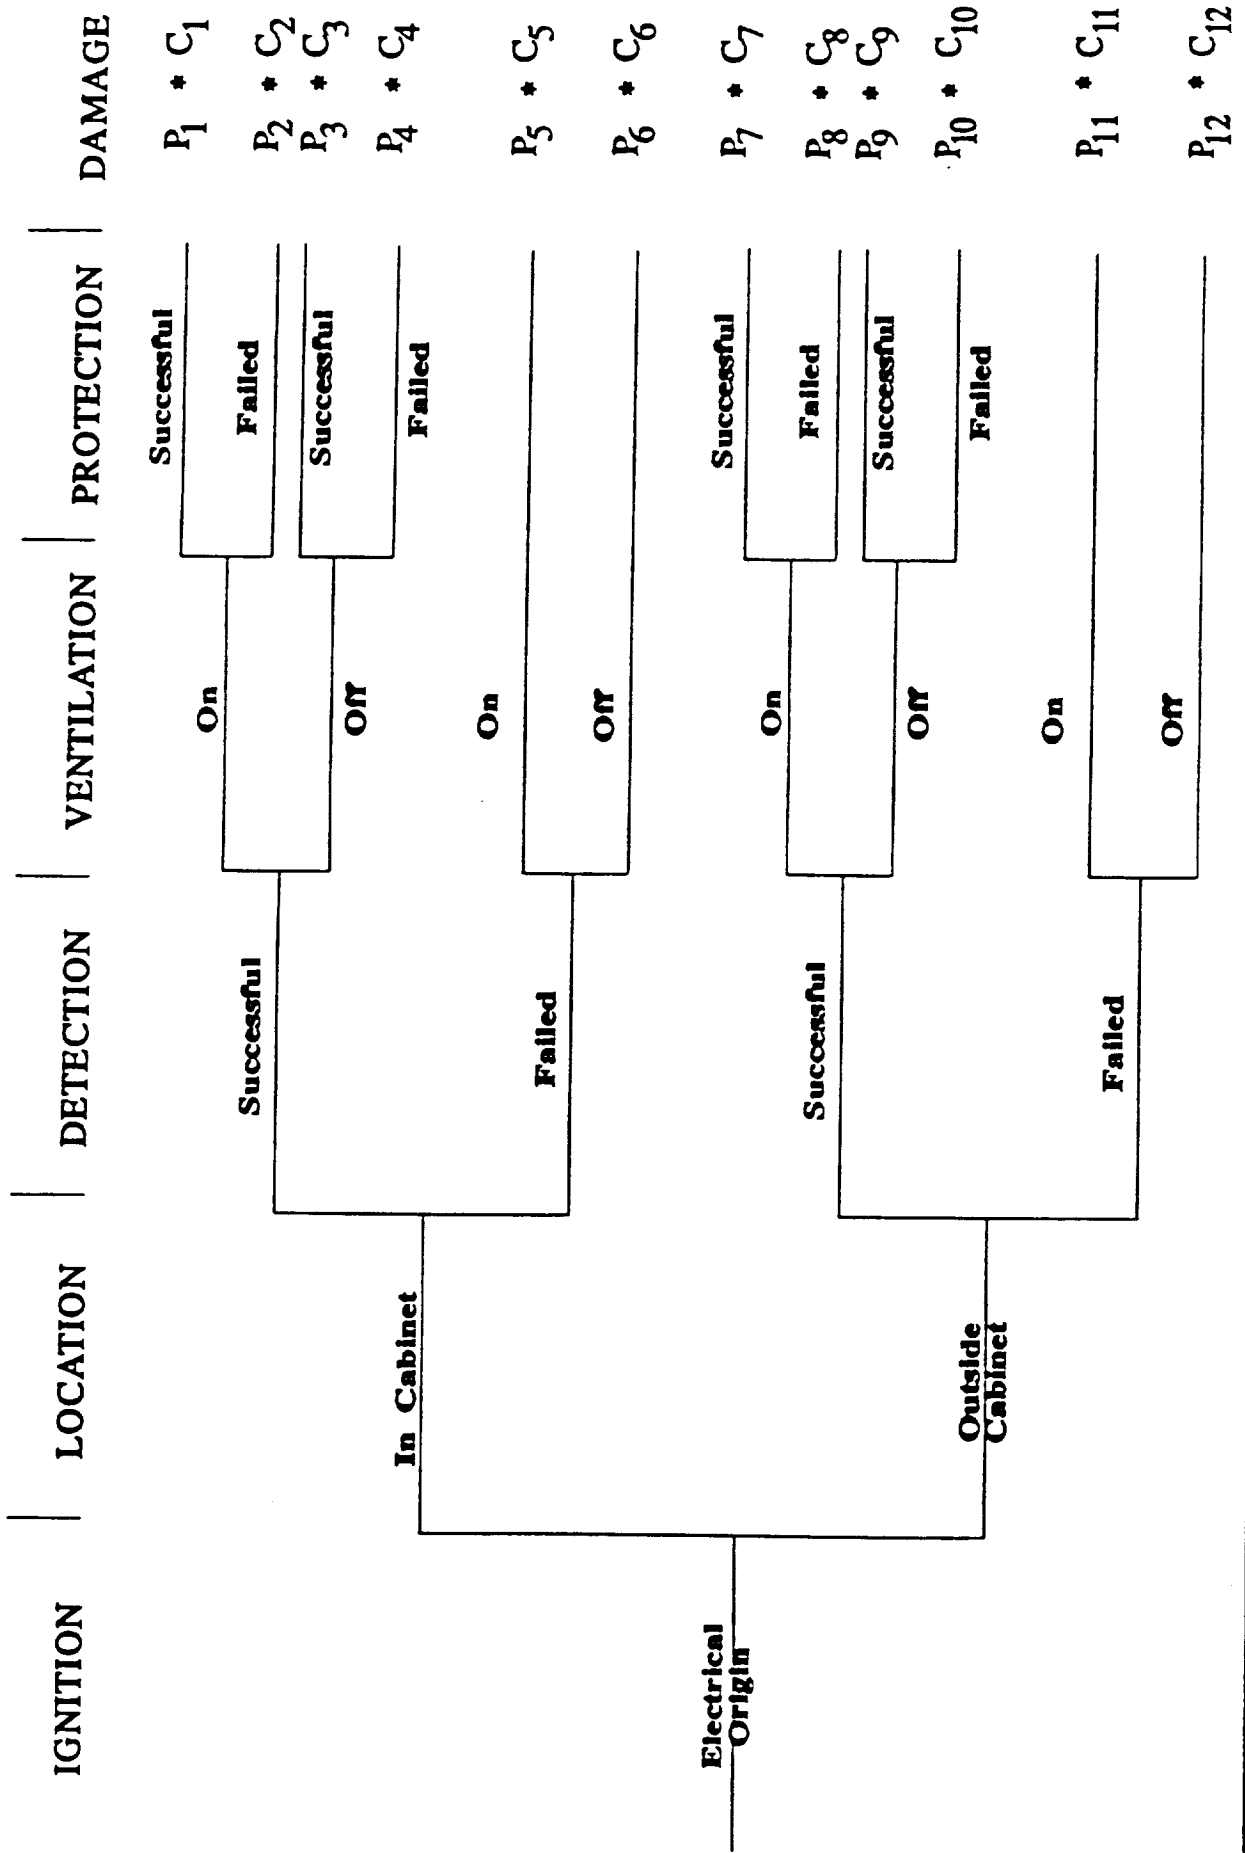 IGNITION
LOCATION
DETECTION
VENTILATION
PROTECTION
DAMAGE
Electrical
Origin
In Cabinet
Outside
Cabinet
Successful
Failed
Successful
Failed
On
Off
On
Off
On
Off
On
Off
Successful
Failed
Successful
Failed
Successful
Failed
Successful
Failed
P₁ * C₁
P₂ * C₂
P₃ * C₃
P₄ * C₄
P₅ * C₅
P₆ * C₆
P₇ * C₇
P₈ * C₈
P₉ * C₉
P₁₀ * C₁₀
P₁₁ * C₁₁
P₁₂ * C₁₂